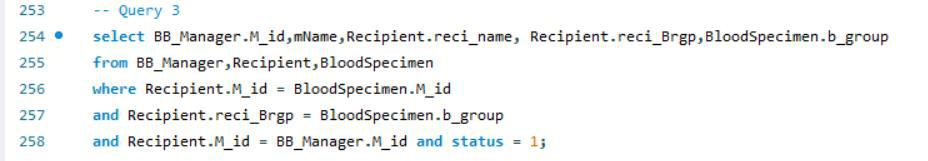 253 -- Query 3
254 select BB_Manager.M_id,mName,Recipient.reci_name, Recipient.reci_Brgp,BloodSpecimen.b_group
255 from BB_Manager,Recipient,BloodSpecimen
256 where Recipient.M_id = BloodSpecimen.M_id
257 and Recipient.reci_Brgp = BloodSpecimen.b_group
258 and Recipient.M_id = BB_Manager.M_id and status = 1;